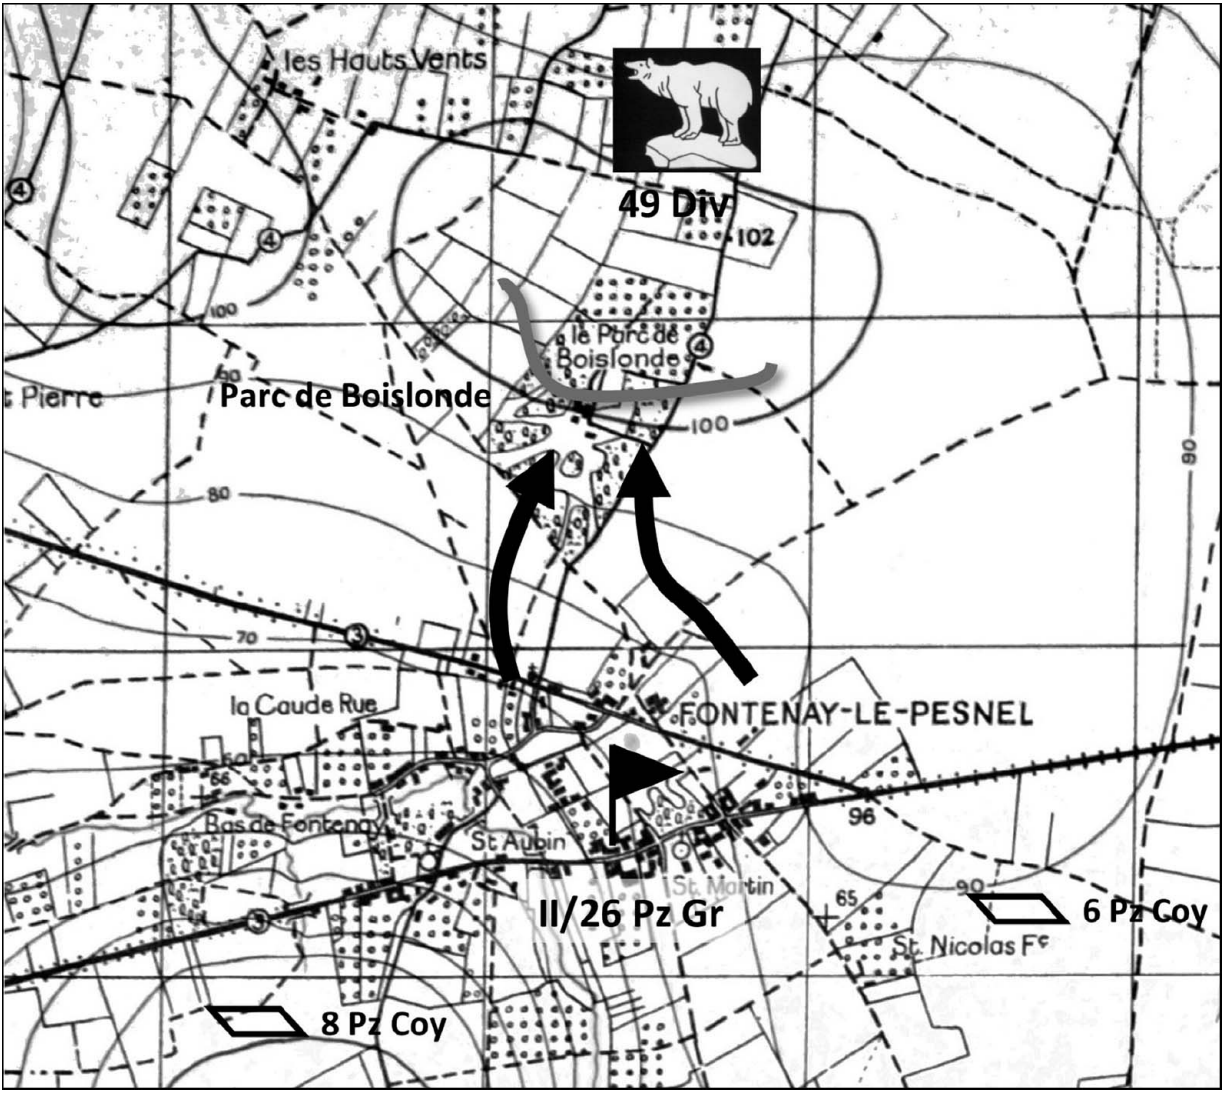 les Hauts Vents
49 Div
102
4
4
100
le Parc de
Boislonde
4
90
t Pierre
Parc de Boislonde
100
90
80
70
3
la Caude Rue
FONTENAY-LE-PESNEL
60
66
Bas de Fontenay
St Aubin
96
St. Martin
90
65
II/26 Pz Gr
6 Pz Coy
St. Nicolas Fᵉ
3
8 Pz Coy